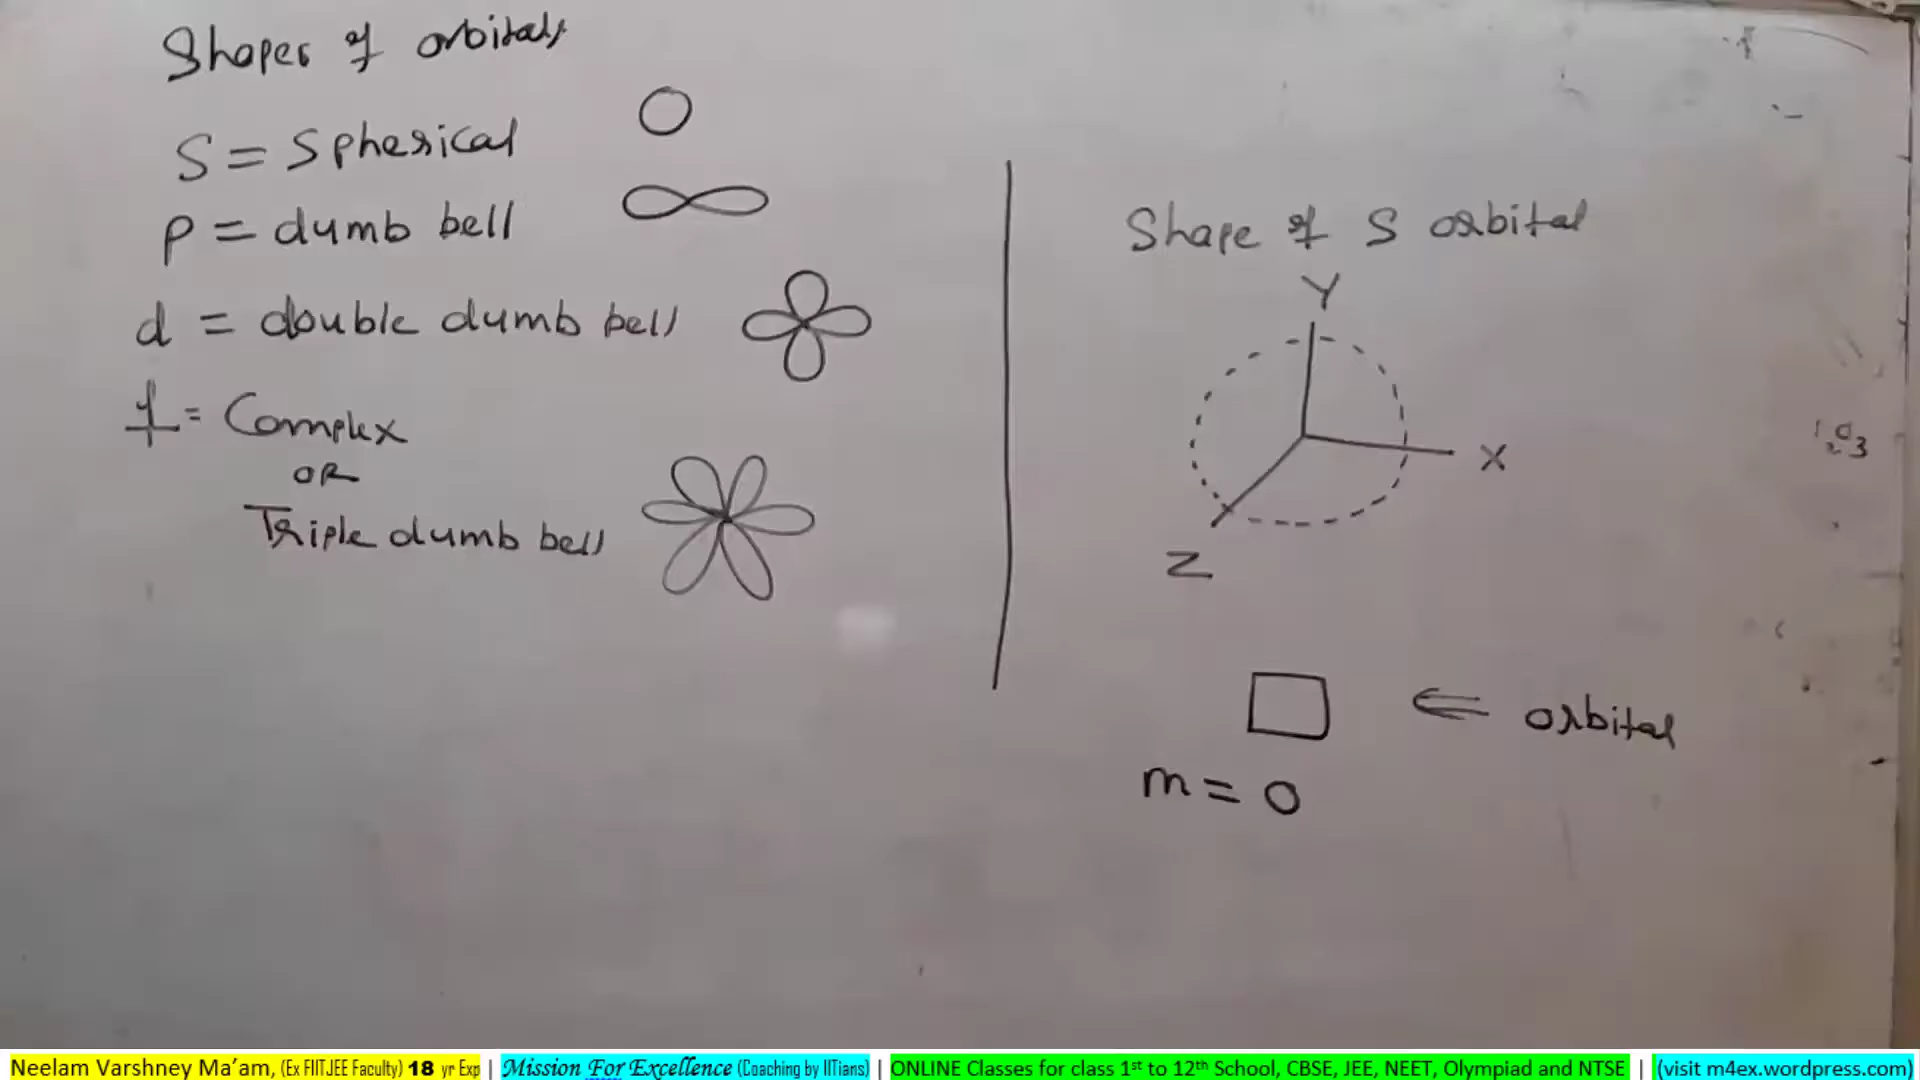 Shapes of orbitals
S = Spherical
P = dumb bell
d = double dumb bell
f = Complex
OR
Triple dumb bell
Shape of S orbital
Y
X
Z
⇐ orbital
m = 0
Neelam Varshney Ma’am, (Ex FIITJEE Faculty) 18 yr Exp | Mission For Excellence (Coaching by IITians) | ONLINE Classes for class 1st to 12th School, CBSE, JEE, NEET, Olympiad and NTSE | (visit m4ex.wordpress.com)